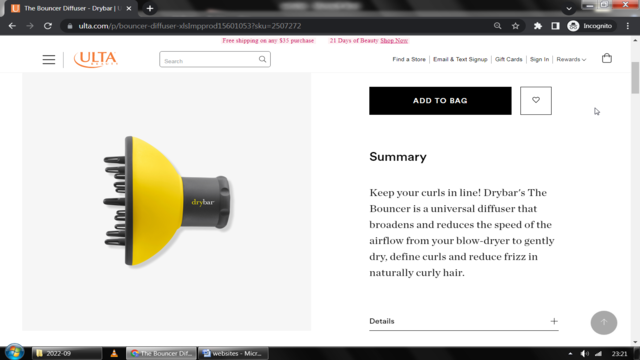 The Bouncer Diffuser - Drybar | U
Incognito
ulta.com/p/bouncer-diffuser-xlsImpprod15601053?sku=2507272
Free shipping on any $35 purchase
21 Days of Beauty Shop Now
ULTA
BEAUTY
Search
Find a Store
Email & Text Signup
Gift Cards
Sign In
Rewards
ADD TO BAG
drybar
Summary
Keep your curls in line! Drybar's The
Bouncer is a universal diffuser that
broadens and reduces the speed of the
airflow from your blow-dryer to gently
dry, define curls and reduce frizz in
naturally curly hair.
Details
2022-09
The Bouncer Dif...
websites - Micr...
23:21